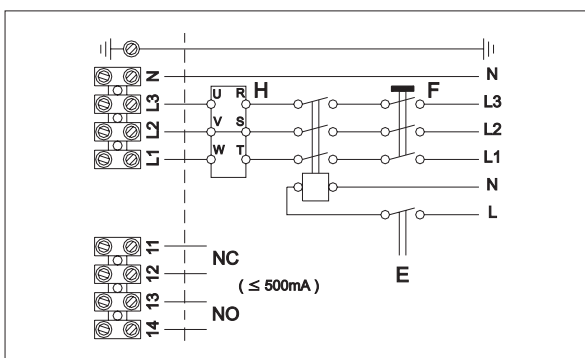 N N
L3 U R H F L3
L2 V S L2
L1 W T L1
N
L
11
NC
12
( ≤ 500mA )
E
13
NO
14